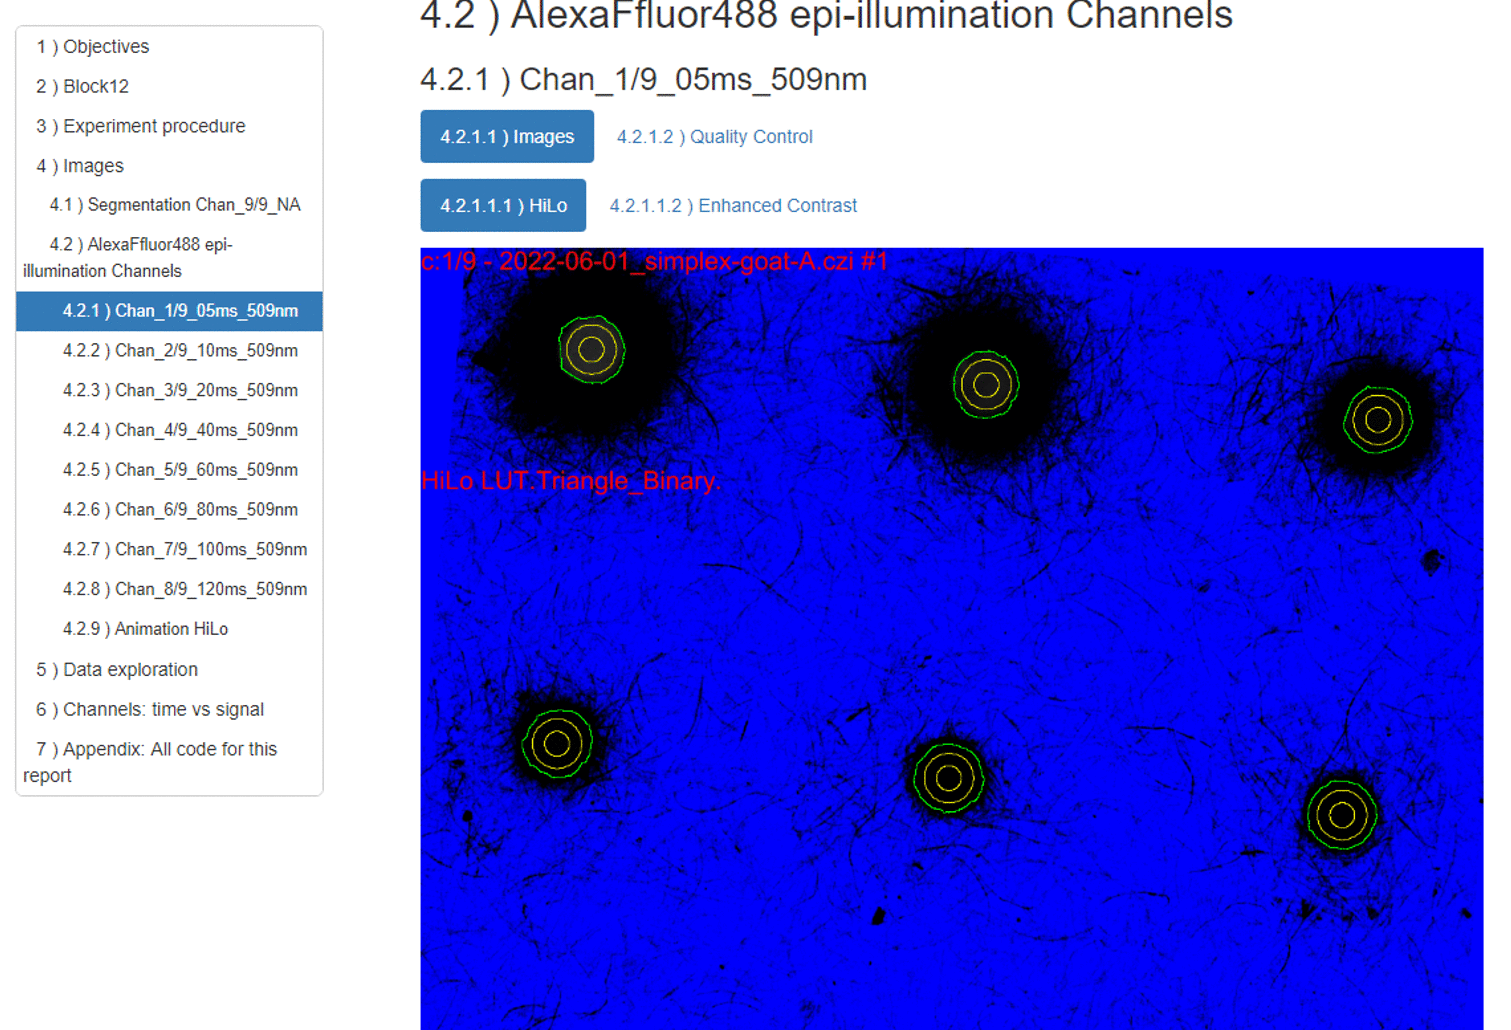 4.2 ) AlexaFfluor488 epi-illumination Channels
1 ) Objectives
2 ) Block12
3 ) Experiment procedure
4 ) Images
4.1 ) Segmentation Chan_9/9_NA
4.2 ) AlexaFfluor488 epi-
illumination Channels
4.2.1 ) Chan_1/9_05ms_509nm
4.2.2 ) Chan_2/9_10ms_509nm
4.2.3 ) Chan_3/9_20ms_509nm
4.2.4 ) Chan_4/9_40ms_509nm
4.2.5 ) Chan_5/9_60ms_509nm
4.2.6 ) Chan_6/9_80ms_509nm
4.2.7 ) Chan_7/9_100ms_509nm
4.2.8 ) Chan_8/9_120ms_509nm
4.2.9 ) Animation HiLo
5 ) Data exploration
6 ) Channels: time vs signal
7 ) Appendix: All code for this
report
4.2.1 ) Chan_1/9_05ms_509nm
4.2.1.1 ) Images
4.2.1.2 ) Quality Control
4.2.1.1.1 ) HiLo
4.2.1.1.2 ) Enhanced Contrast
c:1/9 - 2022-06-01_simplex-goat-A.czi #1
HiLo LUT.Triangle_Binary.